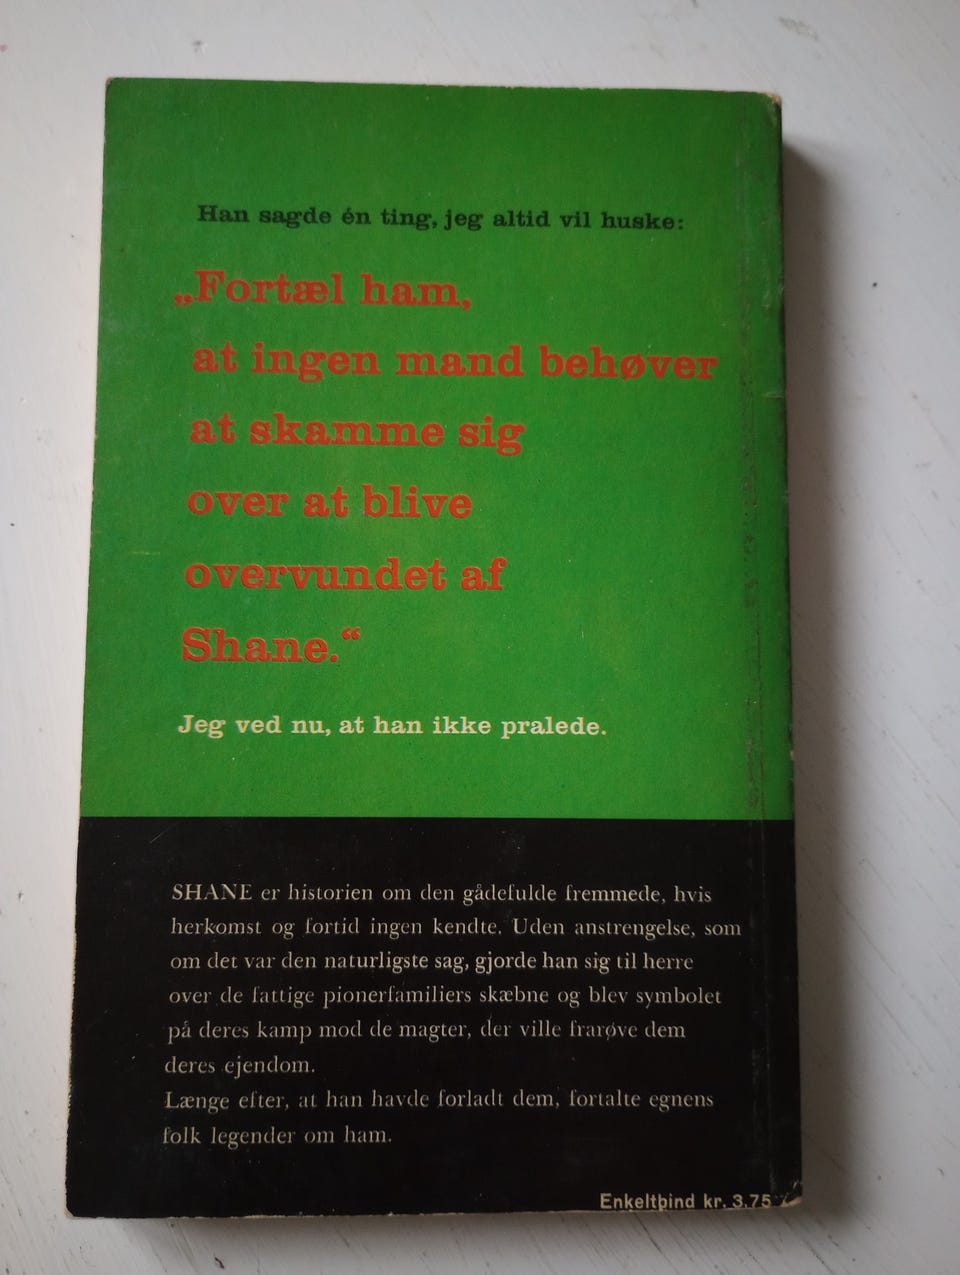 Han sagde én ting, jeg altid vil huske:
„Fortæl ham,
at ingen mand behøver
at skamme sig
over at blive
overvundet af
Shane.“
Jeg ved nu, at han ikke pralede.
SHANE er historien om den gådefulde fremmede, hvis
herkomst og fortid ingen kendte. Uden anstrengelse, som
om det var den naturligste sag, gjorde han sig til herre
over de fattige pionerfamiliers skæbne og blev symbolet
på deres kamp mod de magter, der ville frarøve dem
deres ejendom.
Længe efter, at han havde forladt dem, fortalte egnens
folk legender om ham.
Enkeltbind kr. 3.75